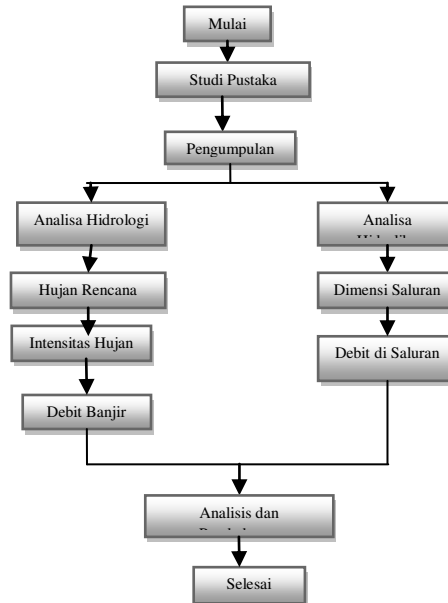 Mulai
Studi Pustaka
Pengumpulan
Analisa Hidrologi
Analisa
Hujan Rencana
Dimensi Saluran
Intensitas Hujan
Debit di Saluran
Debit Banjir
Analisis dan
Selesai